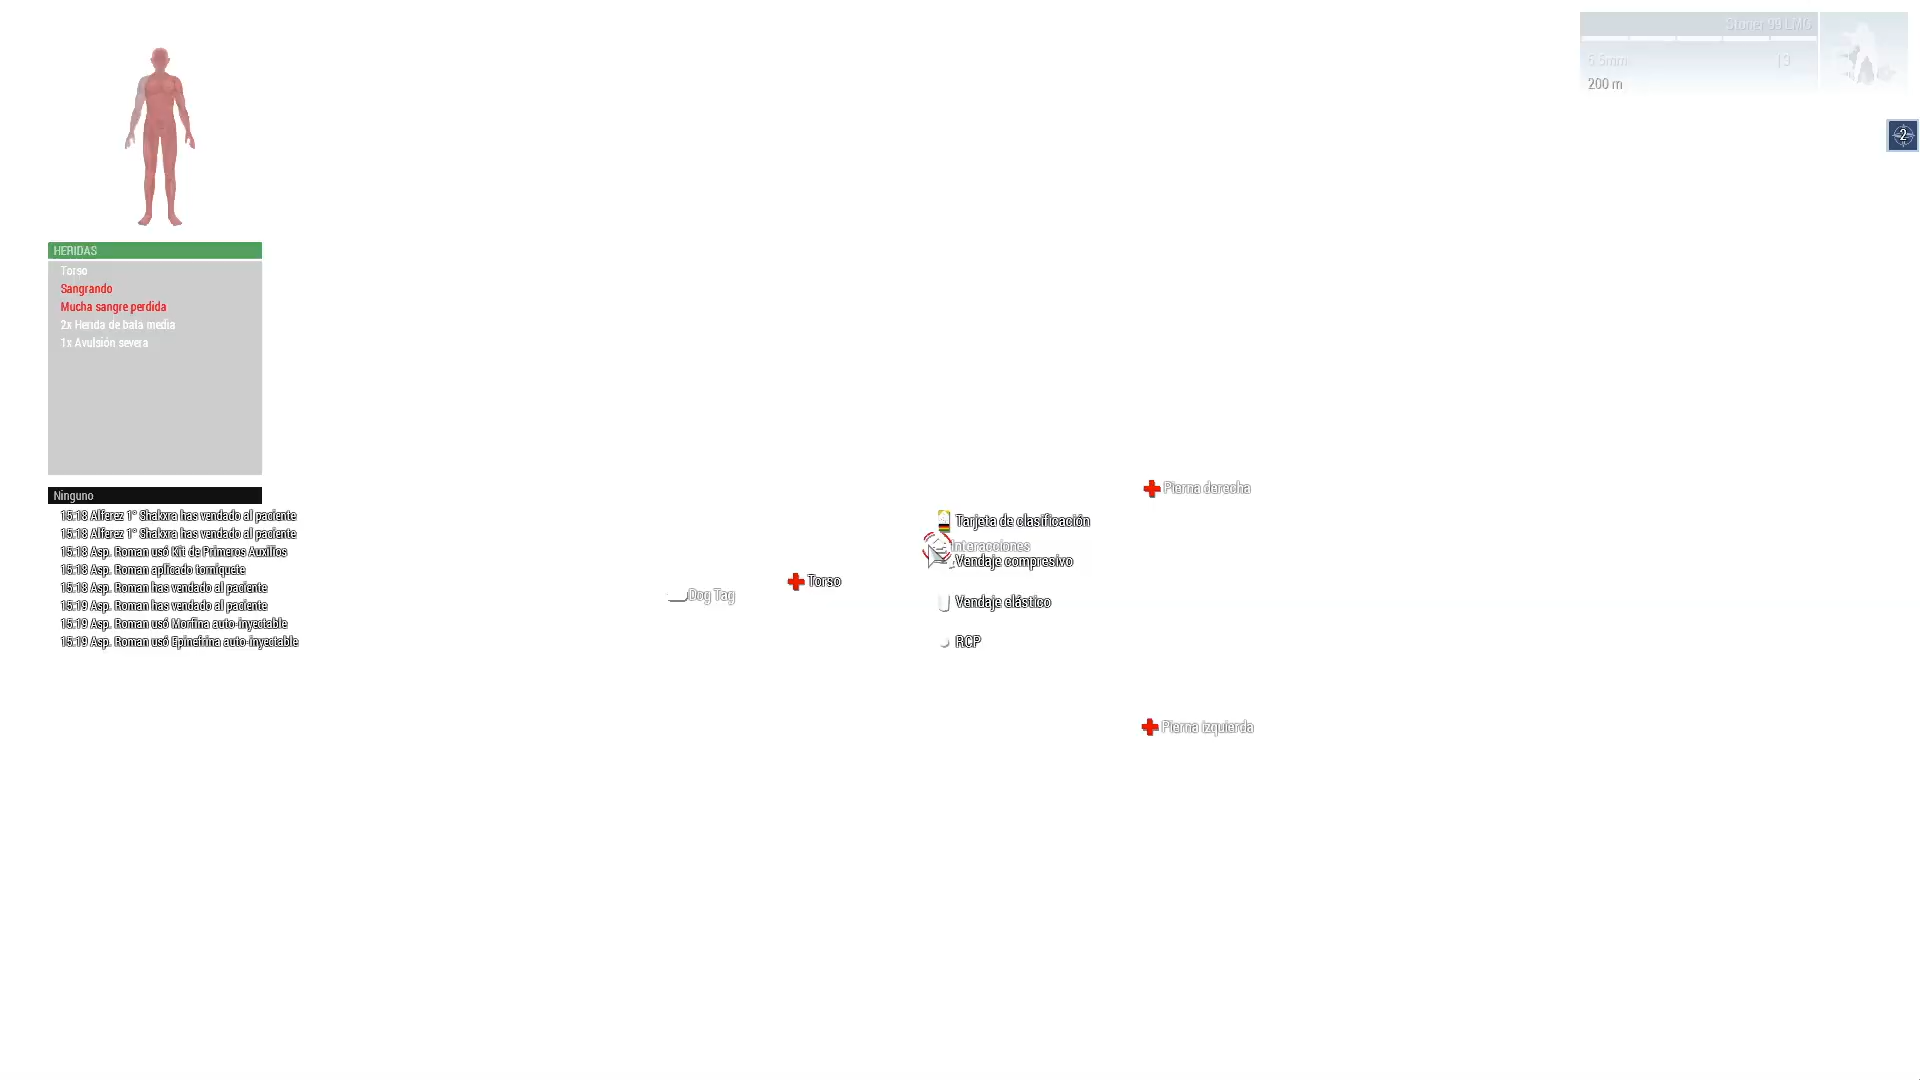 Stoner 99 LMG
6.5mm
200 m
2
HERIDAS
Torso
Sangrando
Mucha sangre perdida
2x Herida de bala media
1x Avulsión severa
Ninguno
15:18 Alferez 1° Shakxra has vendado al paciente
15:18 Alferez 1° Shakxra has vendado al paciente
15:18 Asp. Roman usó Kit de Primeros Auxilios
15:18 Asp. Roman aplicado torniquete
15:18 Asp. Roman has vendado al paciente
15:19 Asp. Roman has vendado al paciente
15:19 Asp. Roman usó Morfina auto-inyectable
15:19 Asp. Roman usó Epinefrina auto-inyectable
Pierna derecha
Tarjeta de clasificación
Interacciones
Vendaje compresivo
Torso
Dog Tag
Vendaje elástico
RCP
Pierna izquierda